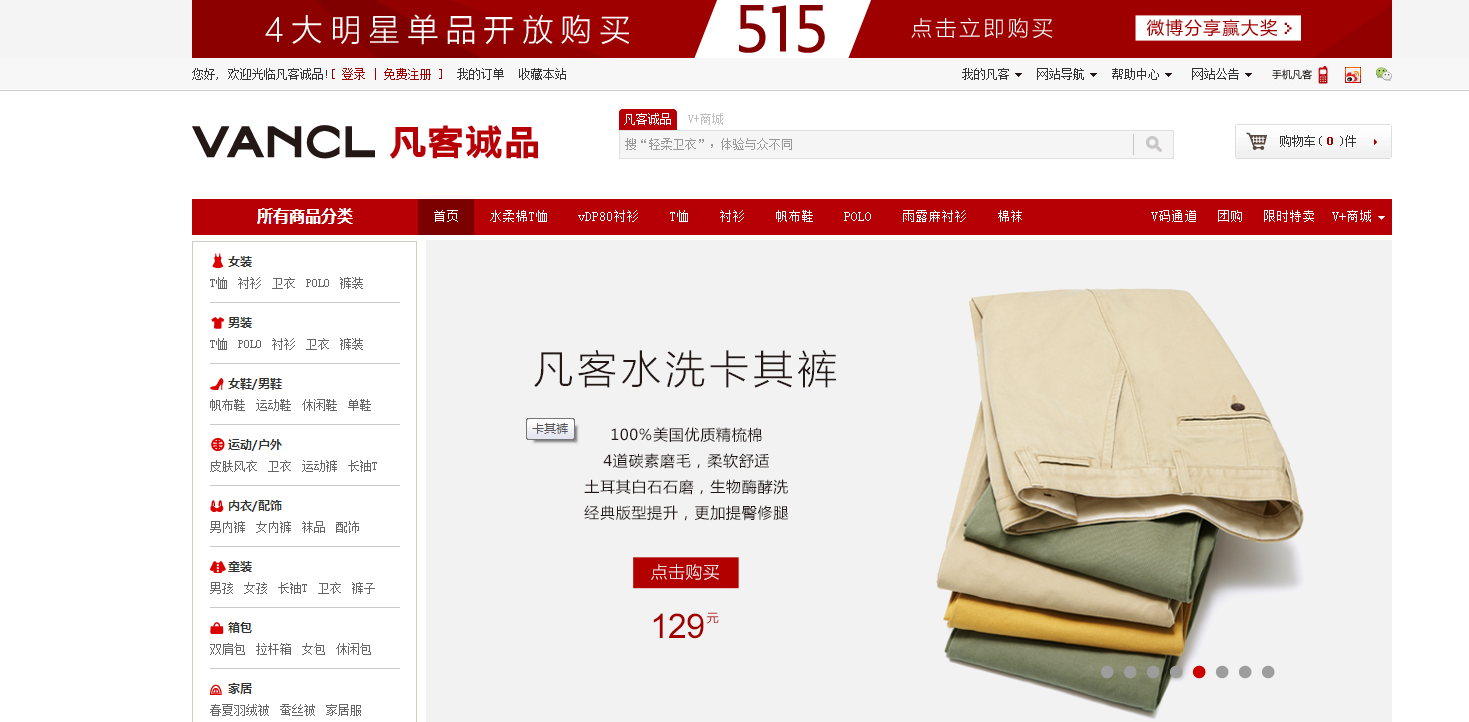 4大明星单品开放购买 515 点击立即购买 微博分享赢大奖
您好, 欢迎光临凡客诚品! [ 登录 | 免费注册 ] 我的订单 收藏本站 我的凡客 网站导航 帮助中心 网站公告 手机凡客
凡客诚品 V+商城
VANCL 凡客诚品
搜“轻柔卫衣”，体验与众不同
购物车( 0 )件
所有商品分类 首页 水柔棉T恤 vDP80衬衫 T恤 衬衫 帆布鞋 POLO 雨露麻衬衫 棉袜 V码通道 团购 限时特卖 V+商城
女装
T恤 衬衫 卫衣 POLO 裤装
男装
T恤 POLO 衬衫 卫衣 裤装
女鞋/男鞋
帆布鞋 运动鞋 休闲鞋 单鞋
运动/户外
皮肤风衣 卫衣 运动裤 长袖T
内衣/配饰
男内裤 女内裤 袜品 配饰
童装
男孩 女孩 长袖T 卫衣 裤子
箱包
双肩包 拉杆箱 女包 休闲包
家居
春夏羽绒被 蚕丝被 家居服
凡客水洗卡其裤
卡其裤
100%美国优质精梳棉
4道碳素磨毛，柔软舒适
土耳其白石石磨，生物酶酵洗
经典版型提升，更加提臀修腿
点击购买
129元